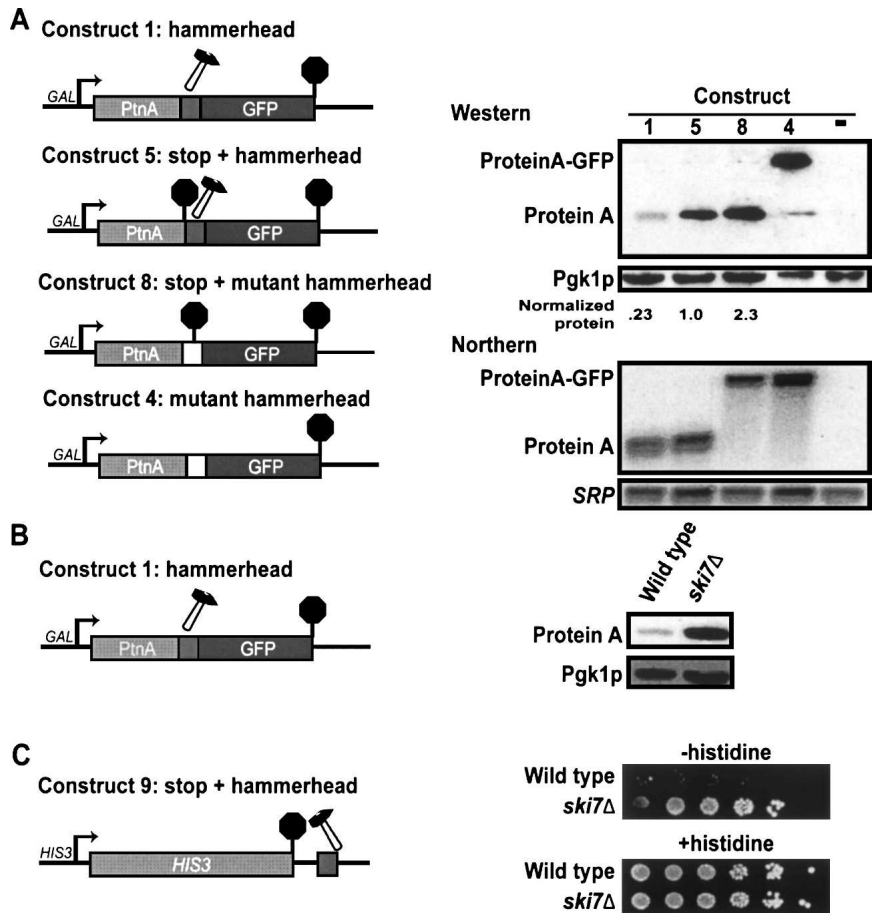 A
Construct 1: hammerhead
GAL
PtnA
GFP
Construct 5: stop + hammerhead
GAL
PtnA
GFP
Construct 8: stop + mutant hammerhead
GAL
PtnA
GFP
Construct 4: mutant hammerhead
GAL
PtnA
GFP
Construct
Western
1 5 8 4 -
ProteinA-GFP
Protein A
Pgk1p
Normalized protein .23 1.0 2.3
Northern
ProteinA-GFP
Protein A
SRP
B
Construct 1: hammerhead
GAL
PtnA
GFP
Wild type
ski7Δ
Protein A
Pgk1p
C
Construct 9: stop + hammerhead
HIS3
HIS3
-histidine
Wild type
ski7Δ
+histidine
Wild type
ski7Δ